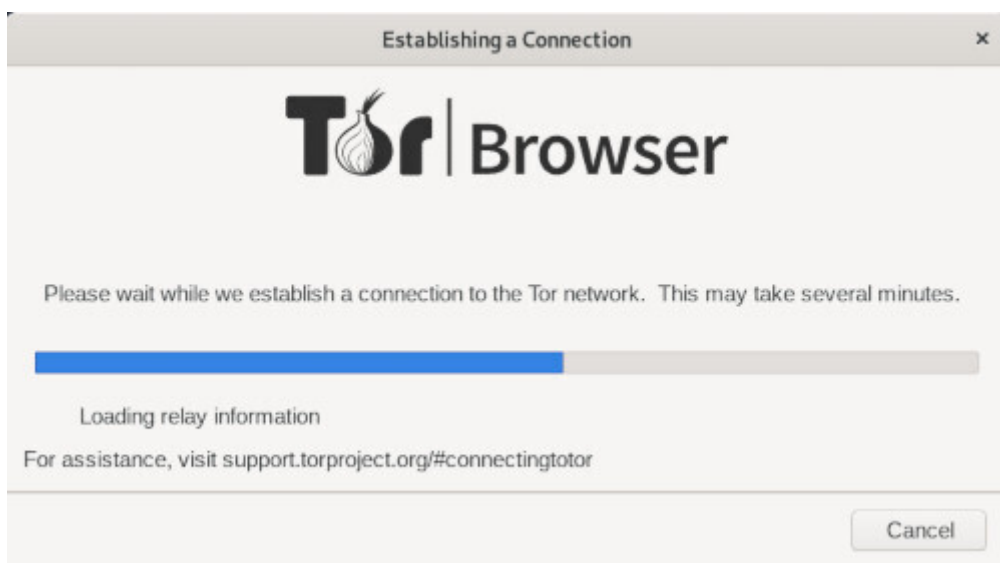 Establishing a Connection
Tor Browser
Please wait while we establish a connection to the Tor network.  This may take several minutes.
Loading relay information
For assistance, visit support.torproject.org/#connectingtotor
Cancel